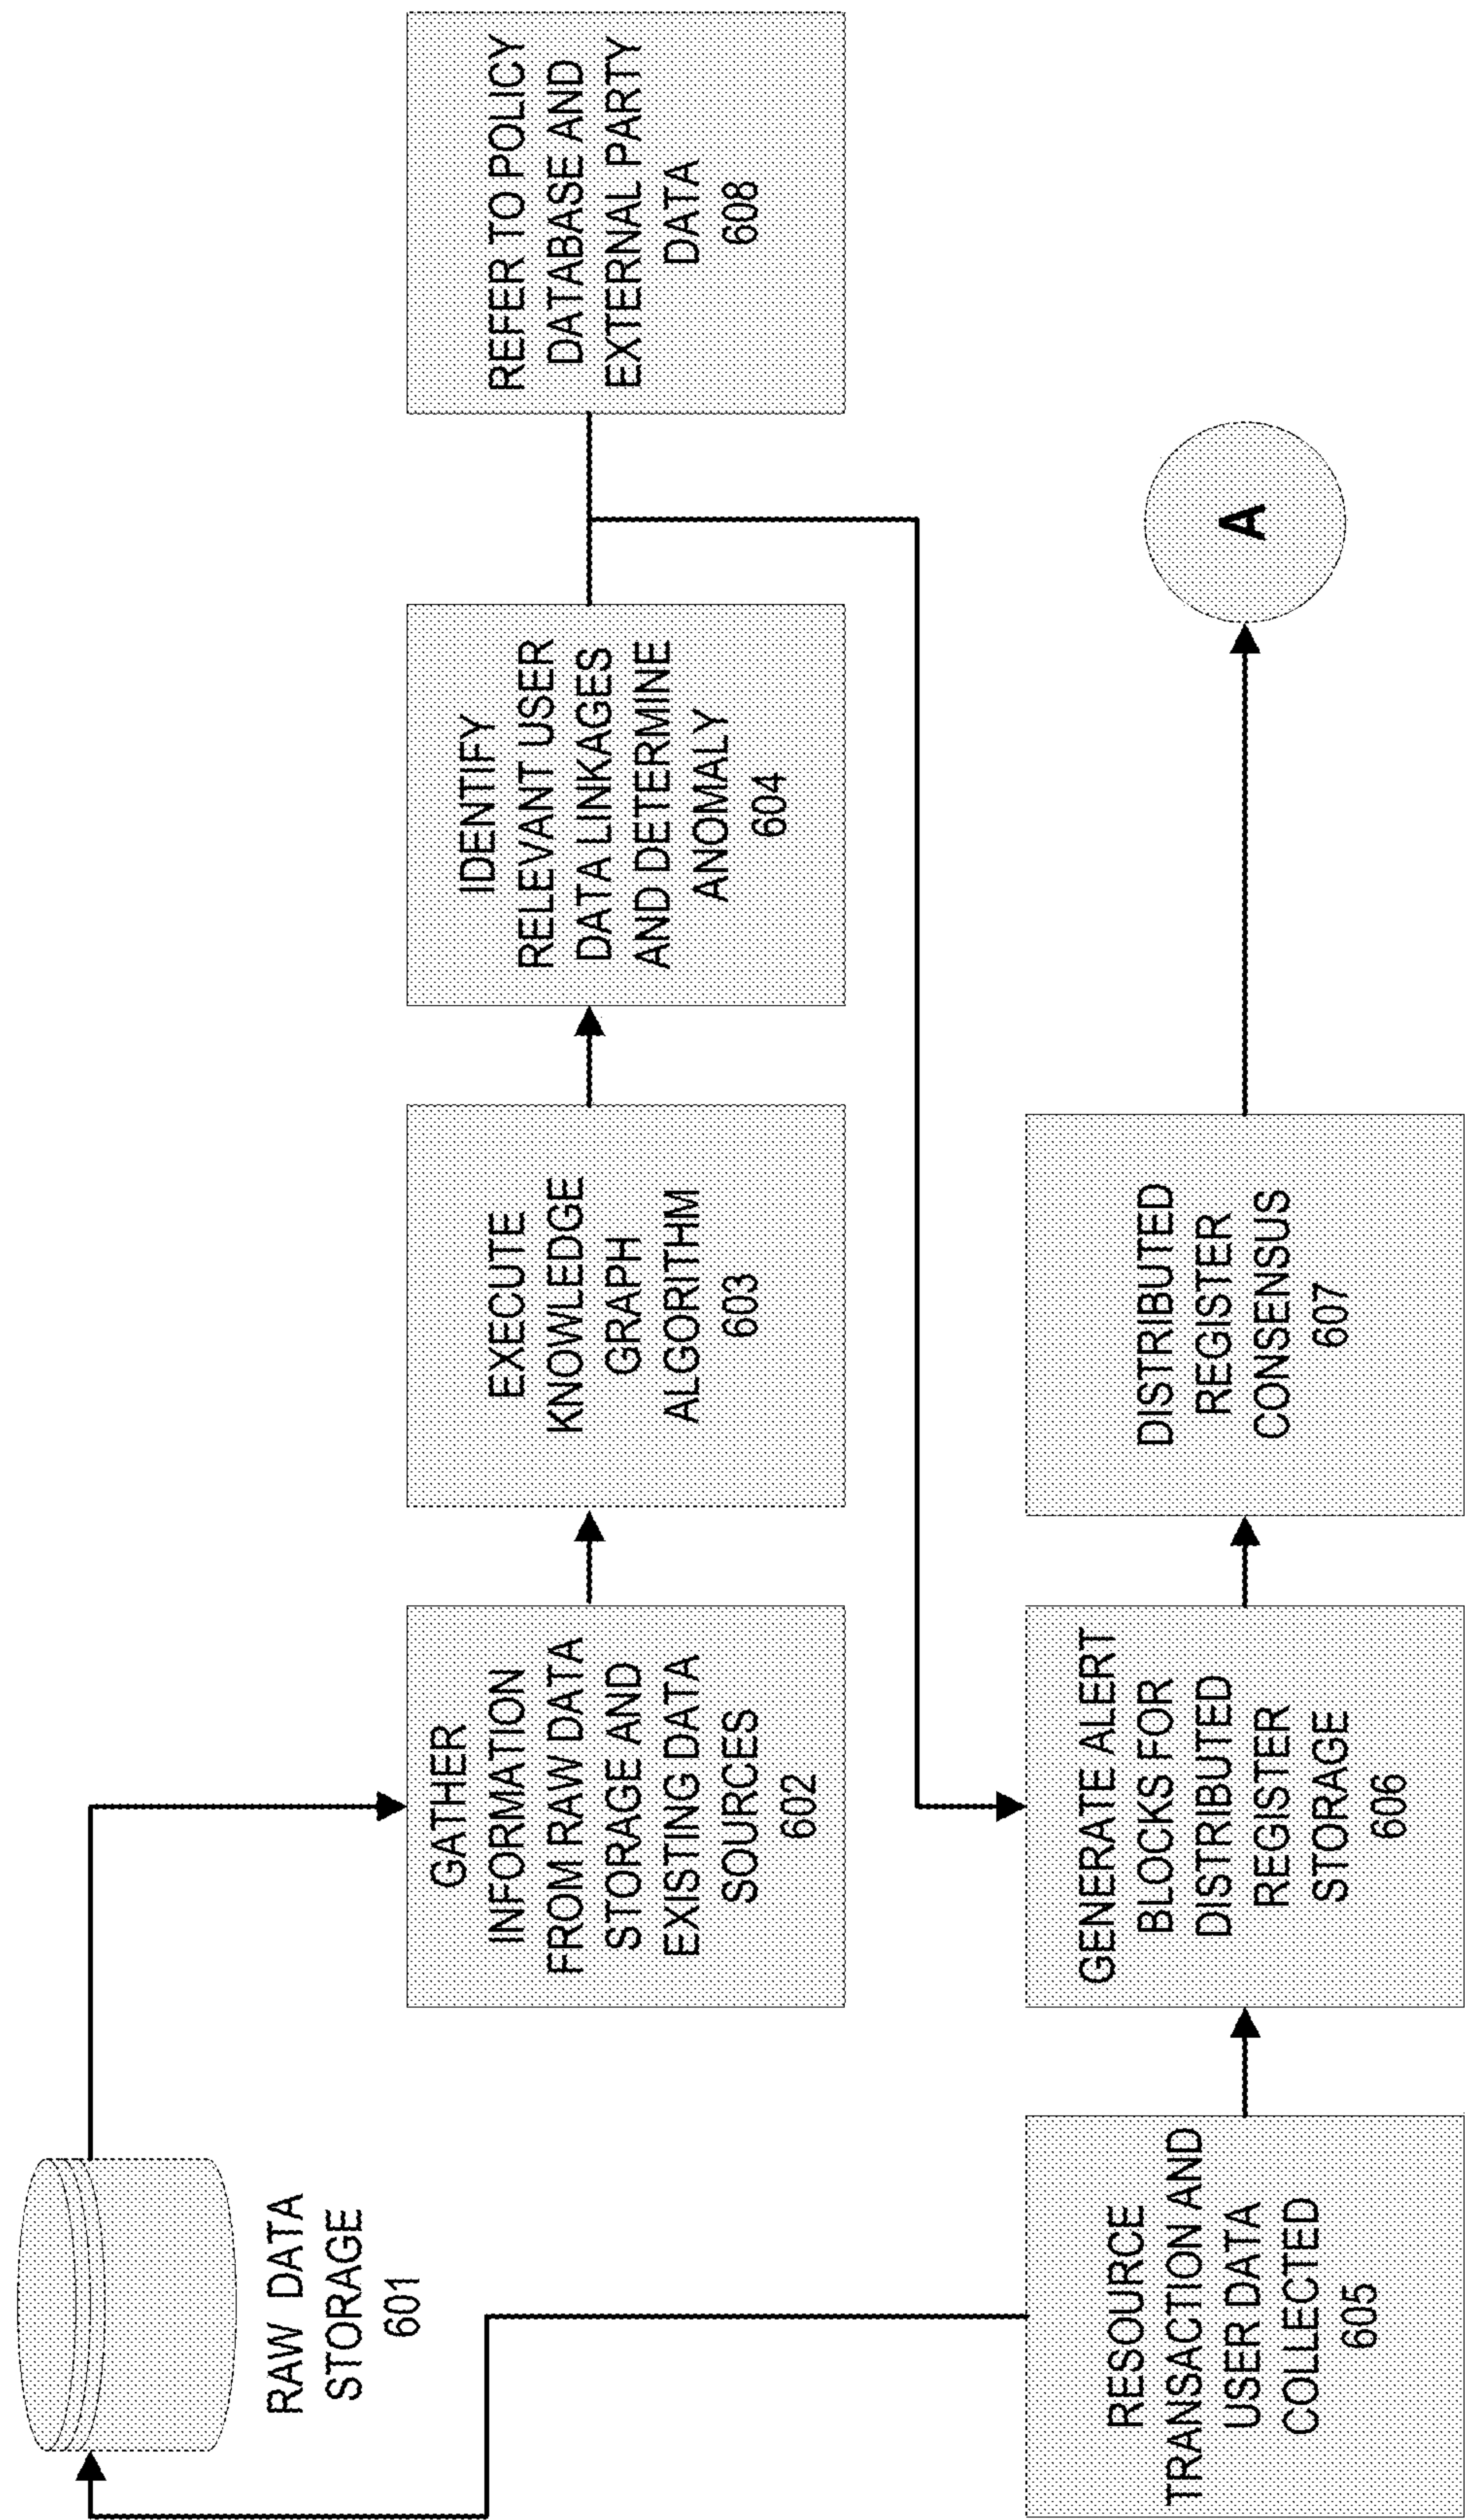 RAW DATA
STORAGE
601
GATHER
INFORMATION
FROM RAW DATA
STORAGE AND
EXISTING DATA
SOURCES
602
EXECUTE
KNOWLEDGE
GRAPH
ALGORITHM
603
IDENTIFY
RELEVANT USER
DATA LINKAGES
AND DETERMINE
ANOMALY
604
REFER TO POLICY
DATABASE AND
EXTERNAL PARTY
DATA
608
RESOURCE
TRANSACTION AND
USER DATA
COLLECTED
605
GENERATE ALERT
BLOCKS FOR
DISTRIBUTED
REGISTER
STORAGE
606
DISTRIBUTED
REGISTER
CONSENSUS
607
A